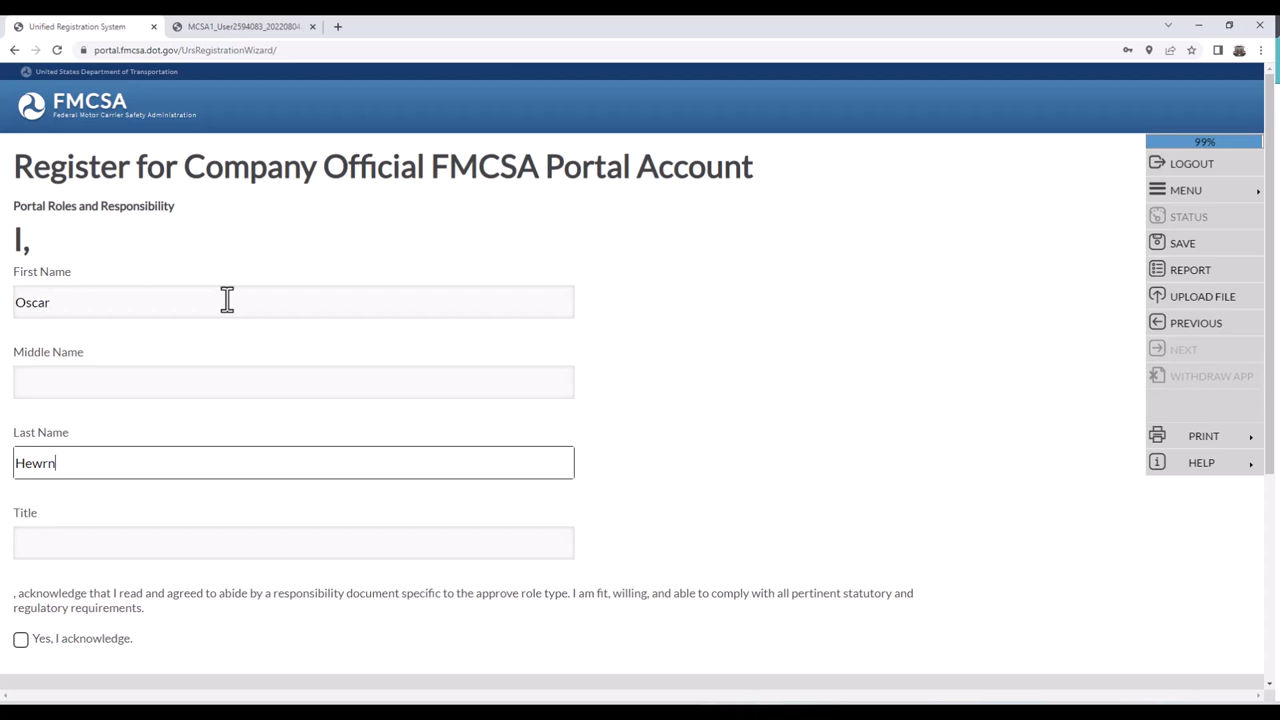 Unified Registration System
MCSA1_User2594083_20220804
portal.fmcsa.dot.gov/UrsRegistrationWizard/
United States Department of Transportation
FMCSA
Federal Motor Carrier Safety Administration
99%
Register for Company Official FMCSA Portal Account
LOGOUT
MENU
Portal Roles and Responsibility
STATUS
I,
SAVE
First Name
REPORT
Oscar
UPLOAD FILE
PREVIOUS
Middle Name
NEXT
WITHDRAW APP
Last Name
PRINT
Hewrn
HELP
Title
, acknowledge that I read and agreed to abide by a responsibility document specific to the approve role type. I am fit, willing, and able to comply with all pertinent statutory and
regulatory requirements.
Yes, I acknowledge.